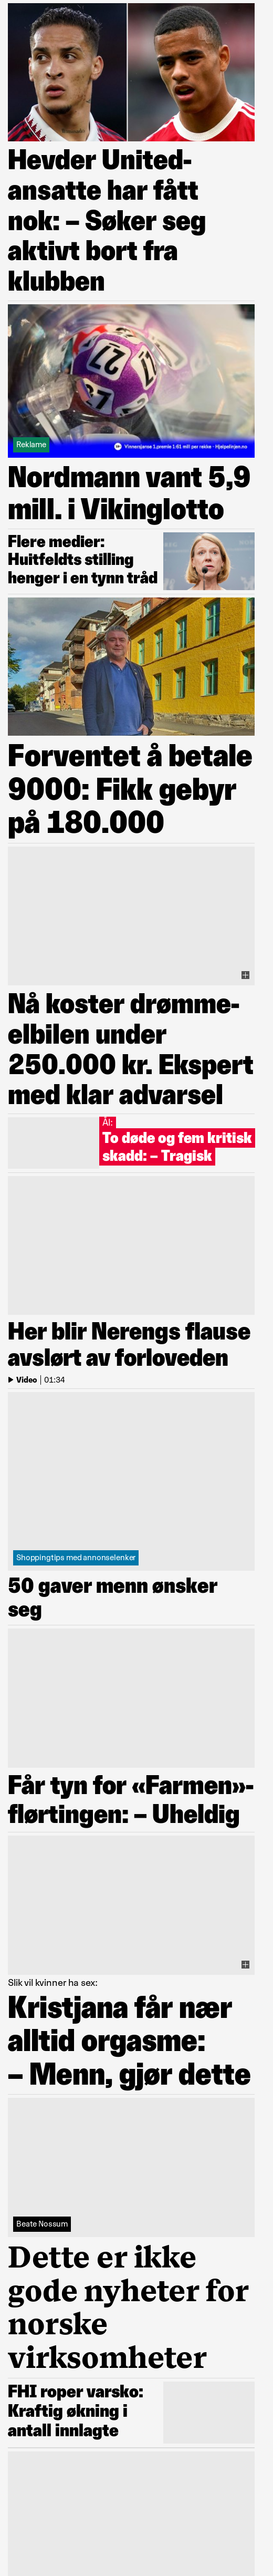 Hevder United-
ansatte har fått
nok: – Søker seg
aktivt bort fra
klubben
22
27
Reklame
Vinnersjanse 1.premie 1:61 mill per rekke - Hjelpelinjen.no
Nordmann vant 5,9
mill. i Vikinglotto
Flere medier:
Huitfeldts stilling
henger i en tynn tråd
Forventet å betale
9000: Fikk gebyr
på 180.000
Nå koster drømme-
elbilen under
250.000 kr. Ekspert
med klar advarsel
Ål:
To døde og fem kritisk
skadd: – Tragisk
Her blir Nerengs flause
avslørt av forloveden
Video | 01:34
Shoppingtips med annonselenker
50 gaver menn ønsker
seg
Får tyn for «Farmen»-
flørtingen: – Uheldig
Slik vil kvinner ha sex:
Kristjana får nær
alltid orgasme:
– Menn, gjør dette
Beate Nossum
Dette er ikke
gode nyheter for
norske
virksomheter
FHI roper varsko:
Kraftig økning i
antall innlagte